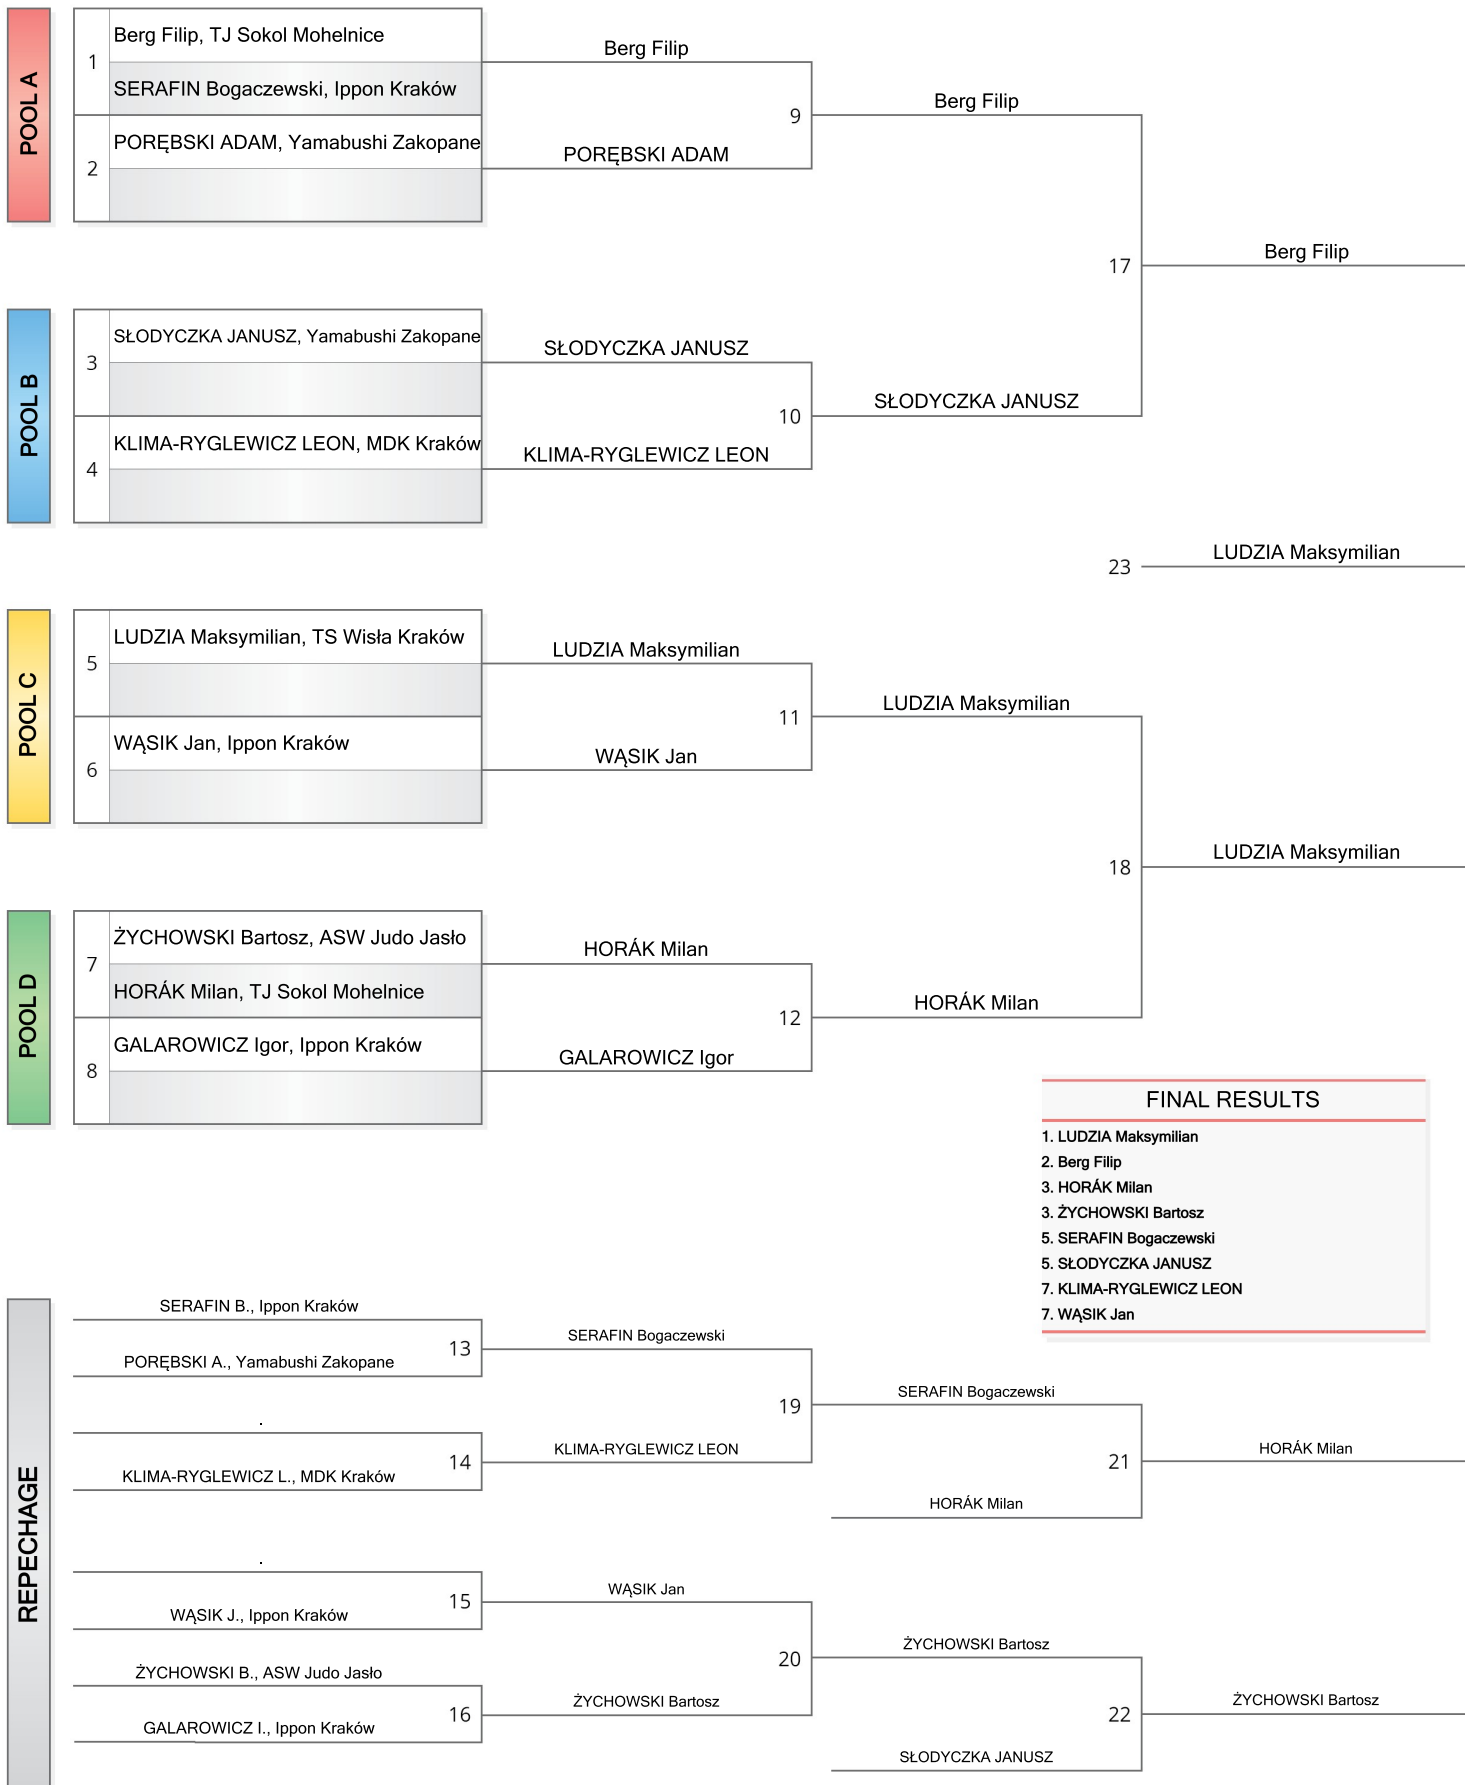 POOL A
1
Berg Filip, TJ Sokol Mohelnice
SERAFIN Bogaczewski, Ippon Kraków
2
PORĘBSKI ADAM, Yamabushi Zakopane
Berg Filip
PORĘBSKI ADAM
9
Berg Filip
17
Berg Filip
POOL B
3
SŁODYCZKA JANUSZ, Yamabushi Zakopane
4
KLIMA-RYGLEWICZ LEON, MDK Kraków
SŁODYCZKA JANUSZ
KLIMA-RYGLEWICZ LEON
10
SŁODYCZKA JANUSZ
23
LUDZIA Maksymilian
POOL C
5
LUDZIA Maksymilian, TS Wisła Kraków
6
WĄSIK Jan, Ippon Kraków
LUDZIA Maksymilian
WĄSIK Jan
11
LUDZIA Maksymilian
18
LUDZIA Maksymilian
POOL D
7
ŻYCHOWSKI Bartosz, ASW Judo Jasło
HORÁK Milan, TJ Sokol Mohelnice
8
GALAROWICZ Igor, Ippon Kraków
HORÁK Milan
GALAROWICZ Igor
12
HORÁK Milan
FINAL RESULTS
1. LUDZIA Maksymilian
2. Berg Filip
3. HORÁK Milan
3. ŻYCHOWSKI Bartosz
5. SERAFIN Bogaczewski
5. SŁODYCZKA JANUSZ
7. KLIMA-RYGLEWICZ LEON
7. WĄSIK Jan
REPECHAGE
SERAFIN B., Ippon Kraków
13
PORĘBSKI A., Yamabushi Zakopane
.
14
KLIMA-RYGLEWICZ L., MDK Kraków
SERAFIN Bogaczewski
19
KLIMA-RYGLEWICZ LEON
SERAFIN Bogaczewski
21
HORÁK Milan
HORÁK Milan
.
15
WĄSIK J., Ippon Kraków
ŻYCHOWSKI B., ASW Judo Jasło
16
GALAROWICZ I., Ippon Kraków
WĄSIK Jan
20
ŻYCHOWSKI Bartosz
ŻYCHOWSKI Bartosz
22
SŁODYCZKA JANUSZ
ŻYCHOWSKI Bartosz